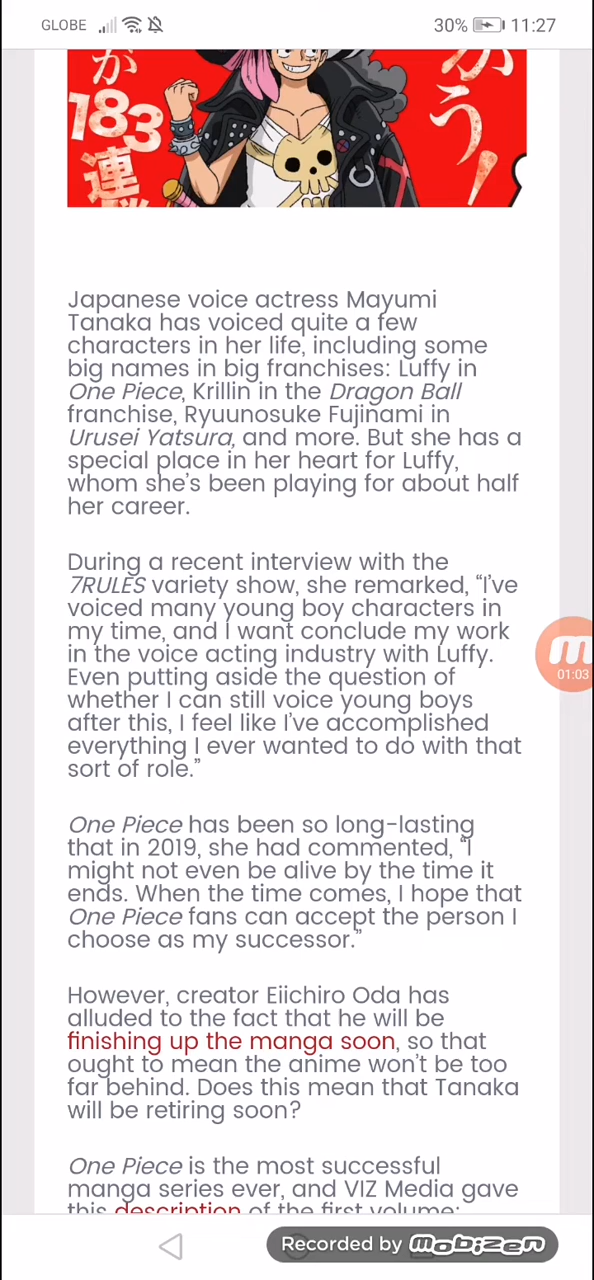 GLOBE 30% 11:27
が
183
連
う!
Japanese voice actress Mayumi
Tanaka has voiced quite a few
characters in her life, including some
big names in big franchises: Luffy in
One Piece, Krillin in the Dragon Ball
franchise, Ryuunosuke Fujinami in
Urusei Yatsura, and more. But she has a
special place in her heart for Luffy,
whom she's been playing for about half
her career.
During a recent interview with the
7RULES variety show, she remarked, “I’ve
voiced many young boy characters in
my time, and I want conclude my work
in the voice acting industry with Luffy.
Even putting aside the question of
whether I can still voice young boys
after this, I feel like I’ve accomplished
everything I ever wanted to do with that
sort of role.”
One Piece has been so long-lasting
that in 2019, she had commented, “I
might not even be alive by the time it
ends. When the time comes, I hope that
One Piece fans can accept the person I
choose as my successor.”
However, creator Eiichiro Oda has
alluded to the fact that he will be
finishing up the manga soon, so that
ought to mean the anime won’t be too
far behind. Does this mean that Tanaka
will be retiring soon?
One Piece is the most successful
manga series ever, and VIZ Media gave
this description of the first volume:
01:03
Recorded by mobizen